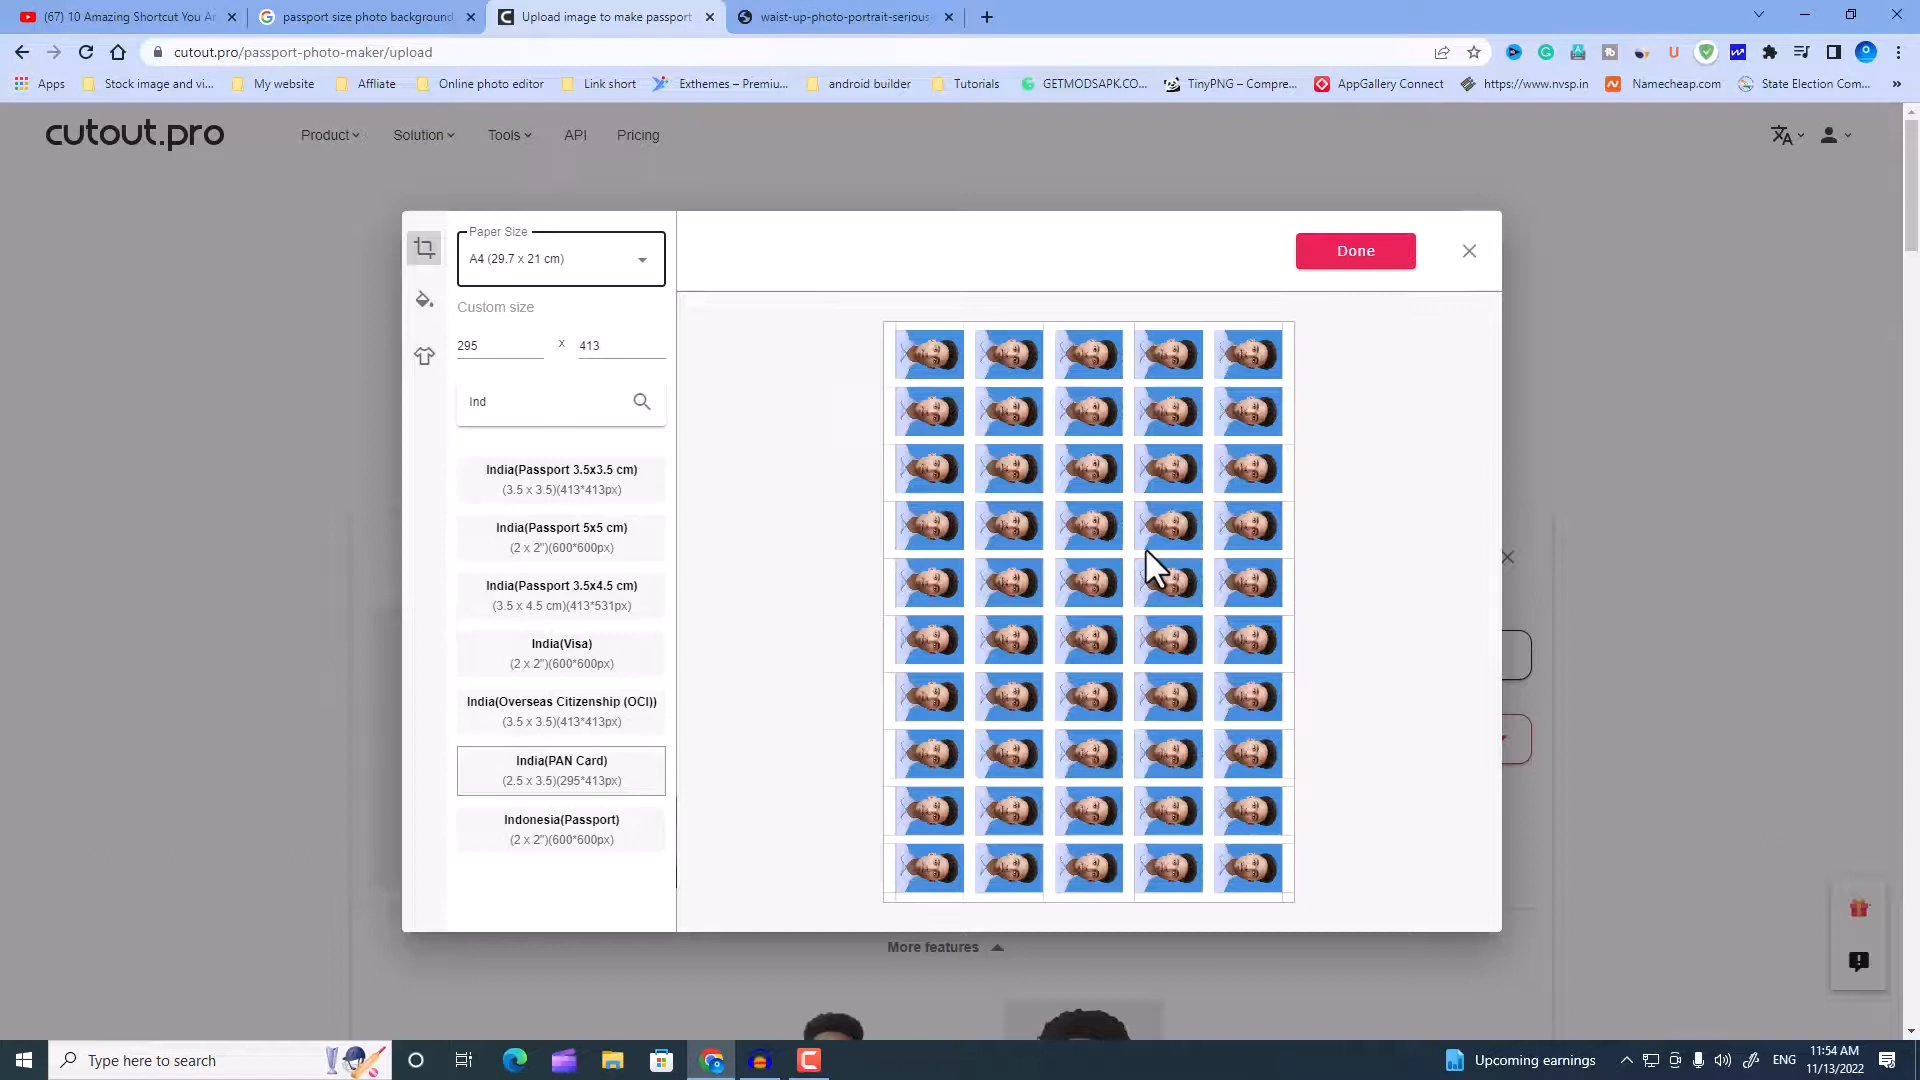 (67) 10 Amazing Shortcut You Ar
passport size photo background
Upload image to make passport
waist-up-photo-portrait-serious
cutout.pro/passport-photo-maker/upload
Apps
Stock image and vi...
My website
Affliate
Online photo editor
Link short
Exthemes – Premiu...
android builder
Tutorials
GETMODSAPK.CO...
TinyPNG – Compre...
AppGallery Connect
https://www.nvsp.in
Namecheap.com
State Election Com...
»
cutout.pro
Product
Solution
Tools
API
Pricing
Paper Size
A4 (29.7 x 21 cm)
Done
Custom size
295 x 413
Ind
India(Passport 3.5x3.5 cm)
(3.5 x 3.5)(413*413px)
India(Passport 5x5 cm)
(2 x 2")(600*600px)
India(Passport 3.5x4.5 cm)
(3.5 x 4.5 cm)(413*531px)
India(Visa)
(2 x 2")(600*600px)
India(Overseas Citizenship (OCI))
(3.5 x 3.5)(413*413px)
India(PAN Card)
(2.5 x 3.5)(295*413px)
Indonesia(Passport)
(2 x 2")(600*600px)
More features
Type here to search
Upcoming earnings
ENG
11:54 AM
11/13/2022